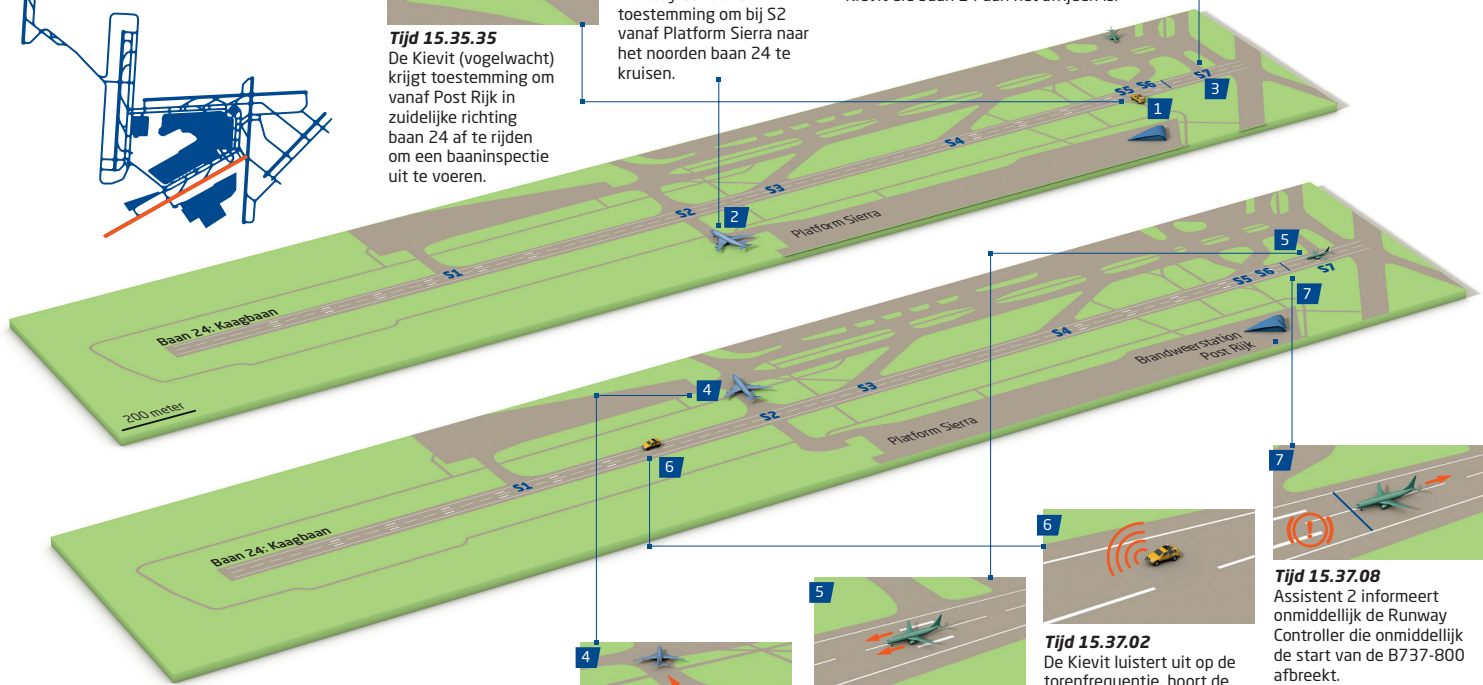 toestemming om bij S2
vanaf Platform Sierra naar
het noorden baan 24 te
kruisen.
Tijd 15.35.35
De Kievit (vogelwacht)
krijgt toestemming om
vanaf Post Rijk in
zuidelijke richting
baan 24 af te rijden
om een baaninspectie
uit te voeren.
S5 S6 S7
1
3
S4
S3
S2
2
Platform Sierra
S1
Baan 24: Kaagbaan
200 meter
5
S5 S6 S7
7
S4
Brandweerstation
Post Rijk
S3
4
S2
Platform Sierra
6
S1
Baan 24: Kaagbaan
7
Tijd 15.37.08
Assistent 2 informeert
onmiddellijk de Runway
Controller die onmiddellijk
de start van de B737-800
afbreekt.
6
Tijd 15.37.02
De Kievit luistert uit op de
torenfrequentie, hoort de
5
4